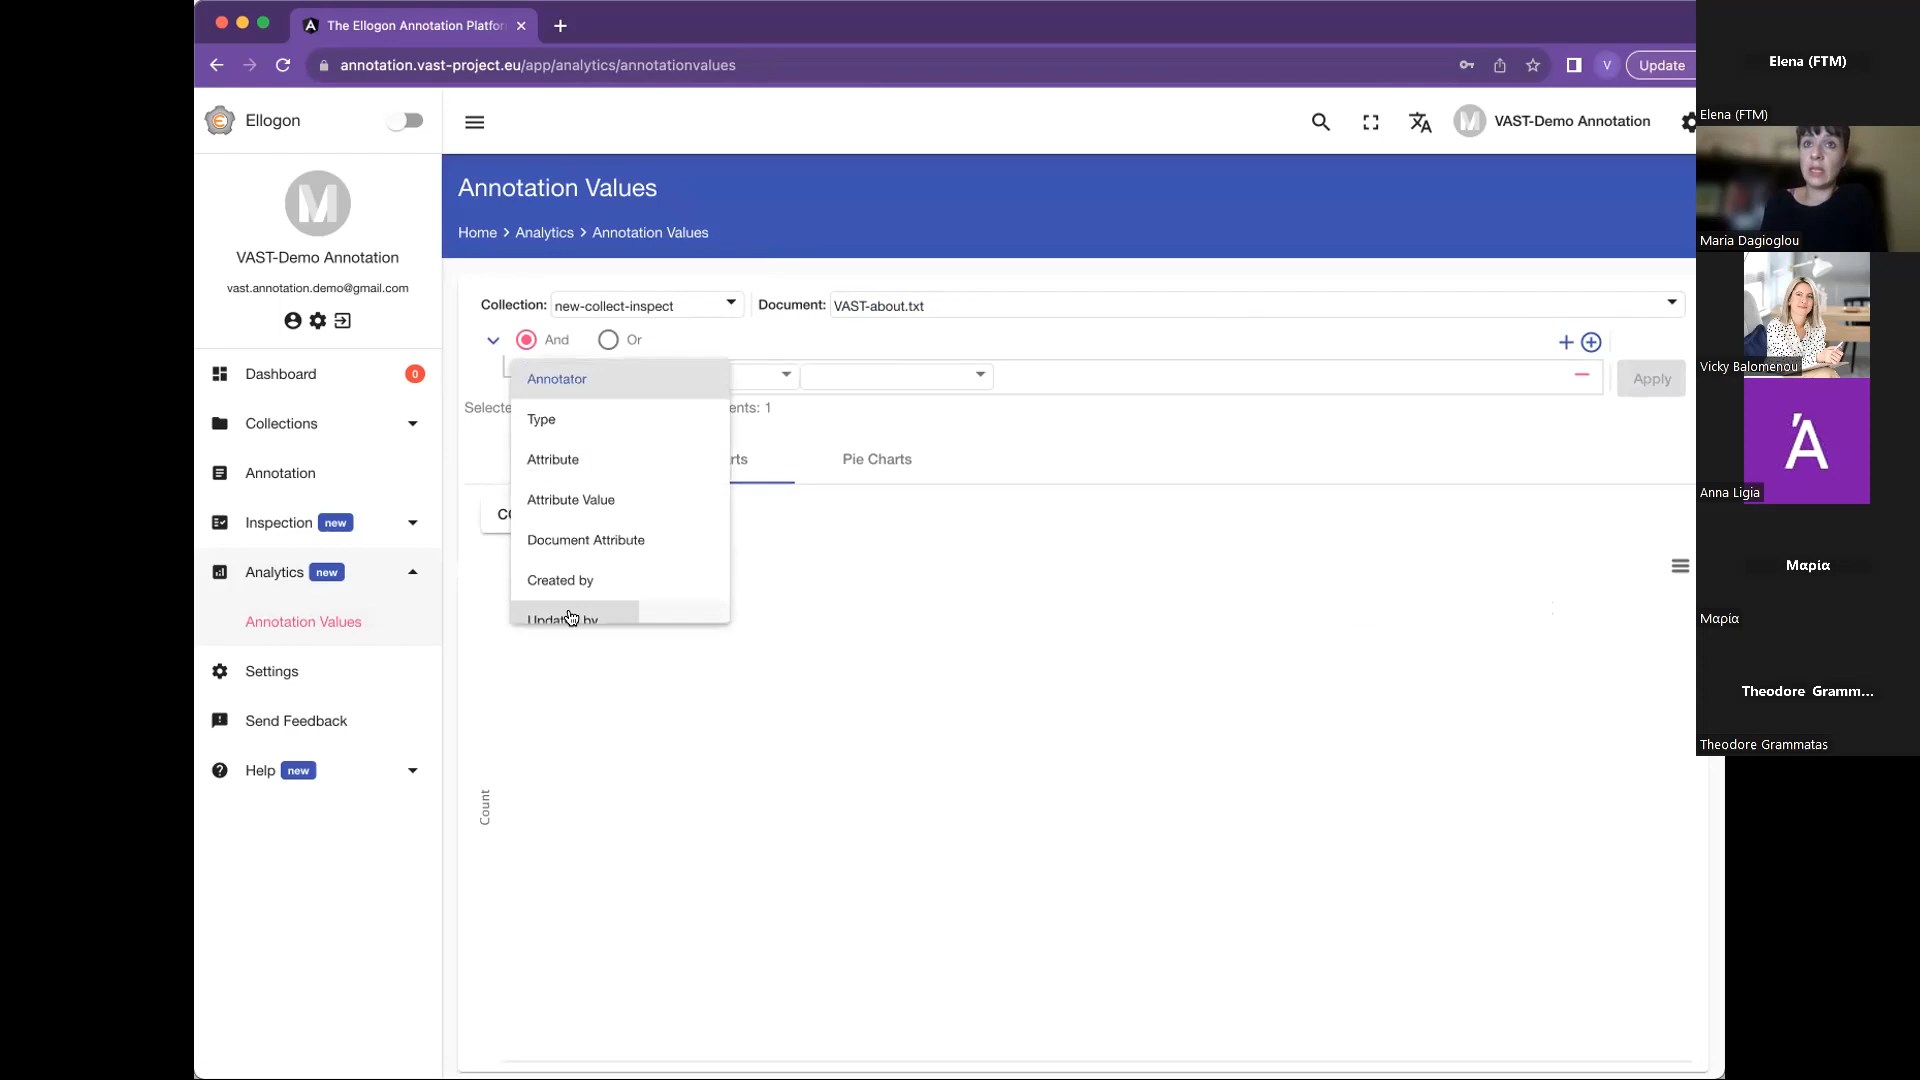 The Ellogon Annotation Platfor
annotation.vast-project.eu/app/analytics/annotationvalues
V
Update
Ellogon
VAST-Demo Annotation
M
VAST-Demo Annotation
vast.annotation.demo@gmail.com
Dashboard
0
Collections
Annotation
Inspection new
Analytics new
Annotation Values
Settings
Send Feedback
Help new
Annotation Values
Home > Analytics > Annotation Values
Collection: new-collect-inspect
Document: VAST-about.txt
And
Or
Annotator
Type
Attribute
Attribute Value
Document Attribute
Created by
Apply
Selecte
ents: 1
rts
Pie Charts
Count
Elena (FTM)
Elena (FTM)
Maria Dagioglou
Vicky Balomenou
Ά
Anna Ligia
Μαρία
Μαρία
Theodore Gramm...
Theodore Grammatas